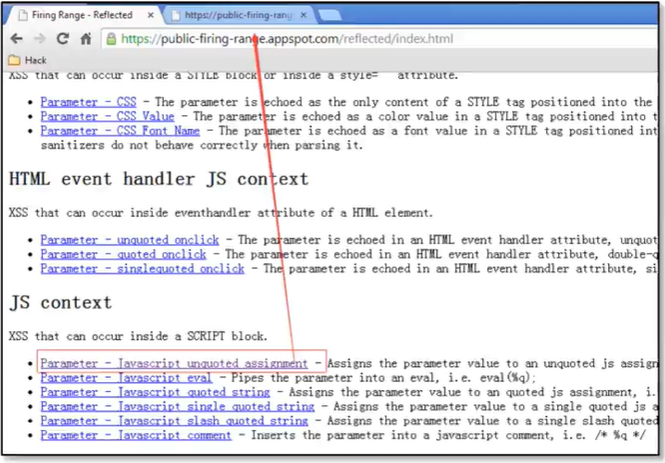 Firing Range - Reflected
https://public-firing-rang
https://public-firing-range.appspot.com/reflected/index.html
Hack
XSS that can occur inside a STYLE block or inside a style=" attribute.
Parameter - CSS - The parameter is echoed as the only content of a STYLE tag positioned into the
Parameter - CSS Value - The parameter is echoed as a color value in a STYLE tag positioned into t
Parameter - CSS Font Name - The parameter is echoed as a font value in a STYLE tag positioned int
sanitizers do not behave correctly when parsing it.
HTML event handler JS context
XSS that can occur inside eventhandler attribute of a HTML element.
Parameter - unquoted onclick - The parameter is echoed in an HTML event handler attribute, unquot
Parameter - quoted onclick - The parameter is echoed in an HTML event handler attribute, double-q
Parameter - singlequoted onclick - The parameter is echoed in an HTML event handler attribute, si
JS context
XSS that can occur inside a SCRIPT block.
Parameter - Javascript unquoted assignment - Assigns the parameter value to an unquoted js assign
Parameter - Javascript eval - Pipes the parameter into an eval, i.e. eval(%q);
Parameter - Javascript quoted string - Assigns the parameter value to an quoted js assignment, i.
Parameter - Javascript single quoted string - Assigns the parameter value to a single quoted js a
Parameter - Javascript slash quoted string - Assigns the parameter value to a single slash quoted
Parameter - Javascript comment - Inserts the parameter into a javascript comment, i.e. /* %q */